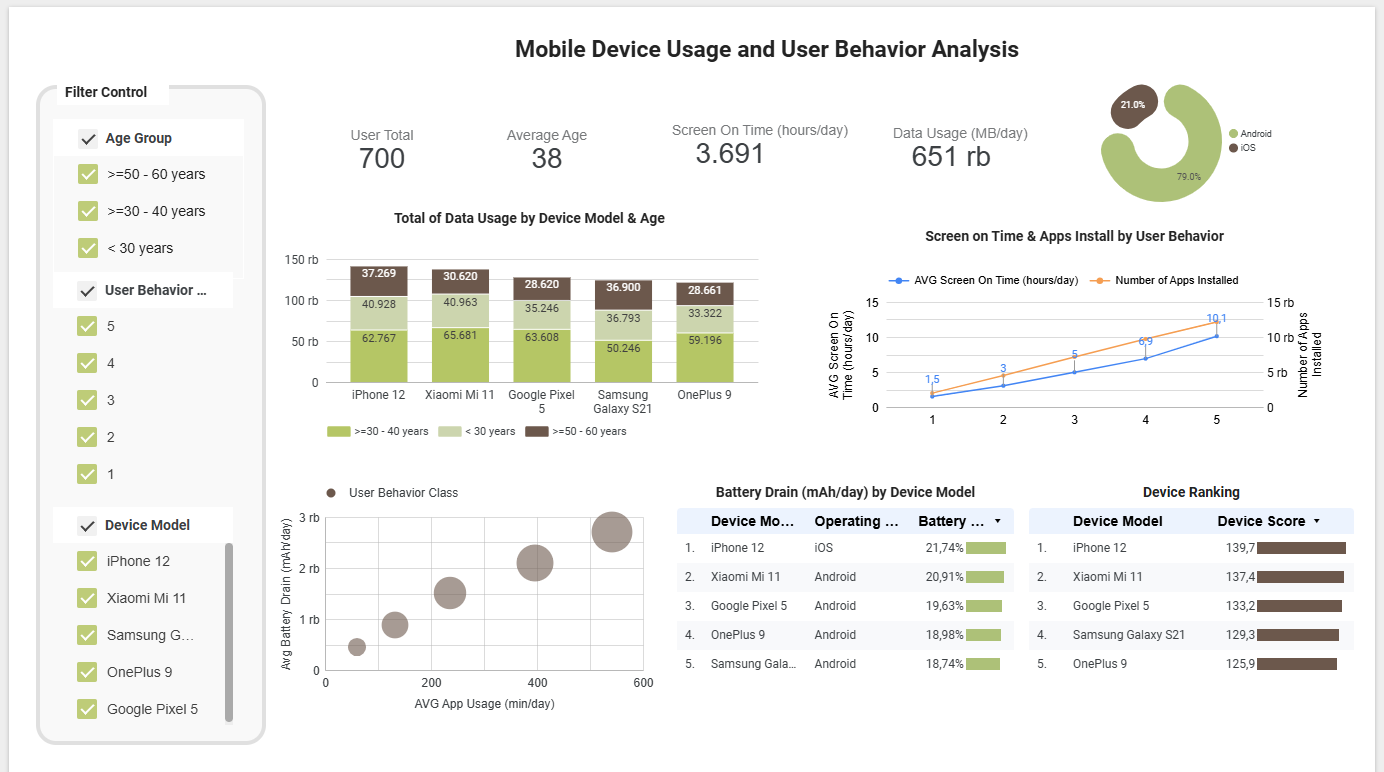 Mobile Device Usage and User Behavior Analysis
Filter Control
Age Group
>=50 - 60 years
>=30 - 40 years
< 30 years
User Behavior ...
5
4
3
2
1
Device Model
iPhone 12
Xiaomi Mi 11
Samsung G...
OnePlus 9
Google Pixel 5
User Total
700
Average Age
38
Screen On Time (hours/day)
3.691
Data Usage (MB/day)
651 rb
21.0%
79.0%
Android
iOS
Total of Data Usage by Device Model & Age
150 rb
100 rb
50 rb
0
37.269
40.928
62.767
30.620
40.963
65.681
28.620
35.246
63.608
36.900
36.793
50.246
28.661
33.322
59.196
iPhone 12
Xiaomi Mi 11
Google Pixel
5
Samsung
Galaxy S21
OnePlus 9
>=30 - 40 years
< 30 years
>=50 - 60 years
Screen on Time & Apps Install by User Behavior
AVG Screen On Time (hours/day)
Number of Apps Installed
AVG Screen On
Time (hours/day)
15
10
5
0
1,5
3
5
6,9
10,1
15 rb
10 rb
5 rb
0
Number of Apps
Installed
1
2
3
4
5
User Behavior Class
Avg Battery Drain (mAh/day)
3 rb
2 rb
1 rb
0
0
200
400
600
AVG App Usage (min/day)
Battery Drain (mAh/day) by Device Model
Device Mo... Operating ... Battery ...
1. iPhone 12 iOS 21,74%
2. Xiaomi Mi 11 Android 20,91%
3. Google Pixel 5 Android 19,63%
4. OnePlus 9 Android 18,98%
5. Samsung Gala... Android 18,74%
Device Ranking
Device Model Device Score
1. iPhone 12 139,7
2. Xiaomi Mi 11 137,4
3. Google Pixel 5 133,2
4. Samsung Galaxy S21 129,3
5. OnePlus 9 125,9